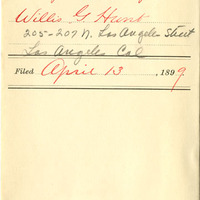 Willis G. Hunt
205-207 N. Los Angeles Street
Los Angeles Cal
Filed April 13, 1899